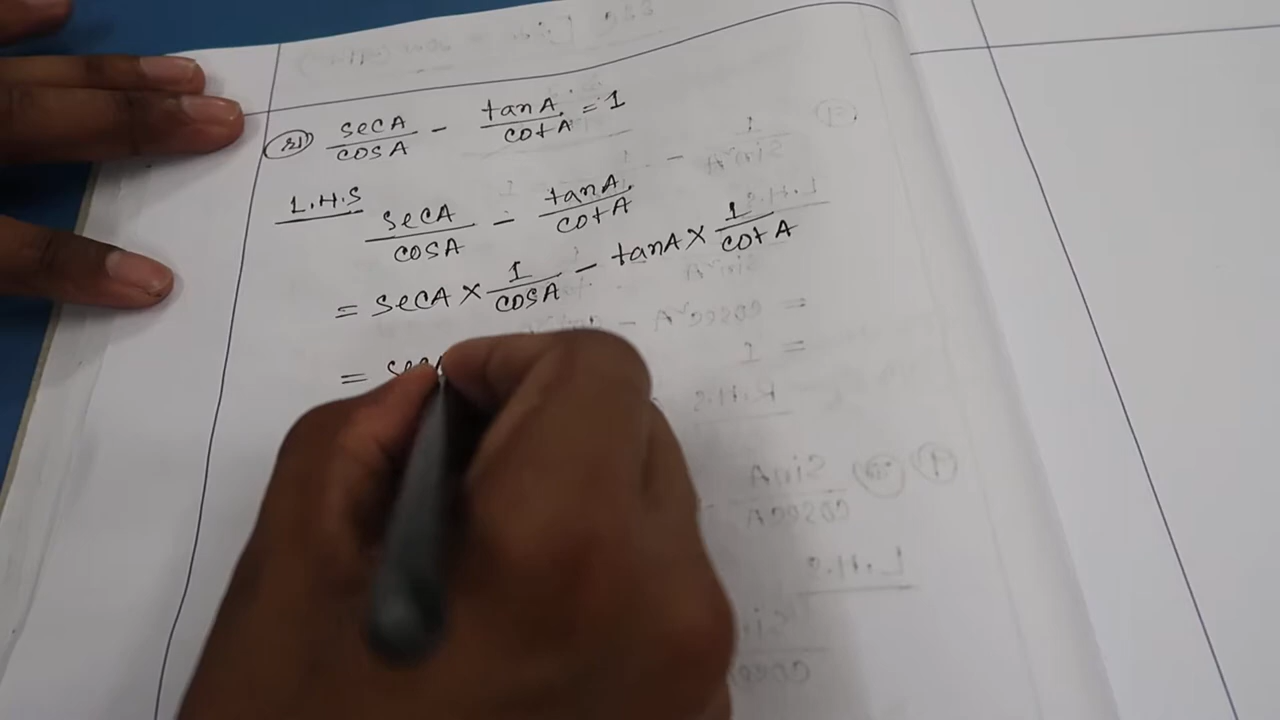 (ঘ) secA/cosA - tanA/cotA = 1
L.H.S secA/cosA - tanA/cotA
= secA × 1/cosA - tanA × 1/cotA
= sec